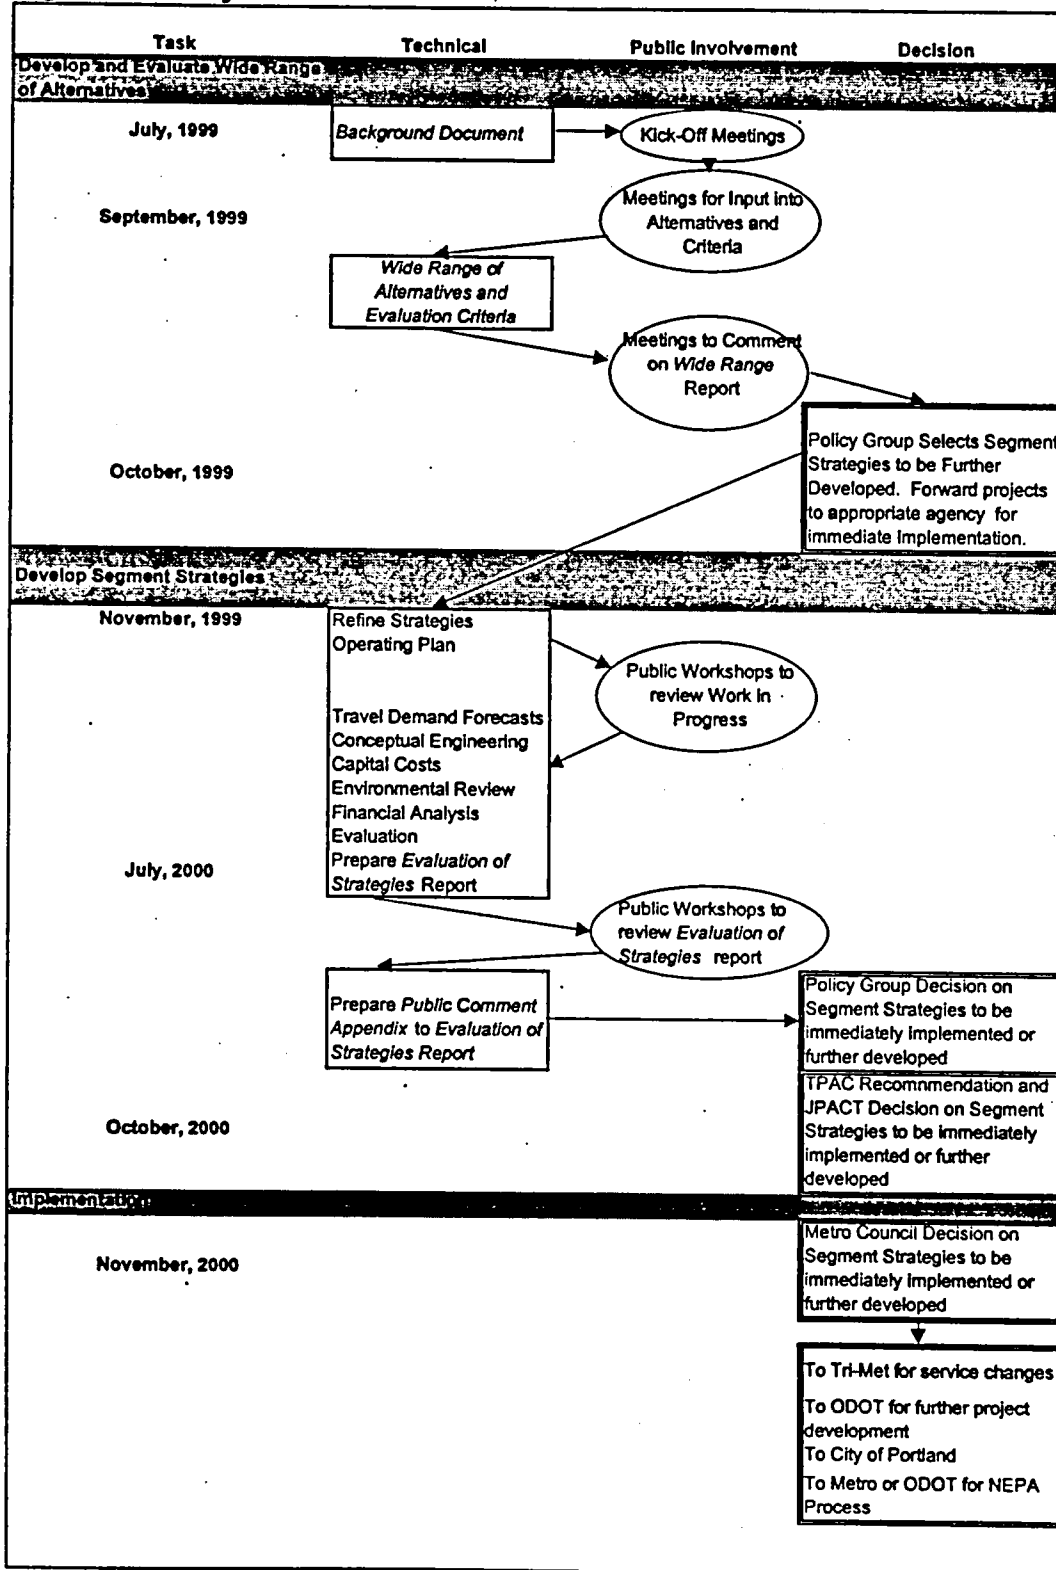 Task Technical Public Involvement Decision
Develop and Evaluate Wide Range
of Alternatives
July, 1999
Background Document
Kick-Off Meetings
September, 1999
Meetings for Input into
Alternatives and
Criteria
Wide Range of
Alternatives and
Evaluation Criteria
Meetings to Comment
on Wide Range
Report
October, 1999
Policy Group Selects Segment
Strategies to be Further
Developed. Forward projects
to appropriate agency for
immediate Implementation.
Develop Segment Strategies
November, 1999
Refine Strategies
Operating Plan
Public Workshops to
review Work In
Progress
Travel Demand Forecasts
Conceptual Engineering
Capital Costs
Environmental Review
Financial Analysis
Evaluation
Prepare Evaluation of
Strategies Report
July, 2000
Public Workshops to
review Evaluation of
Strategies report
Prepare Public Comment
Appendix to Evaluation of
Strategies Report
Policy Group Decision on
Segment Strategies to be
immediately implemented or
further developed
October, 2000
TPAC Recomnmendation and
JPACT Decision on Segment
Strategies to be immediately
implemented or further
developed
Implementation
November, 2000
Metro Council Decision on
Segment Strategies to be
immediately implemented or
further developed
To Tri-Met for service changes
To ODOT for further project
development
To City of Portland
To Metro or ODOT for NEPA
Process